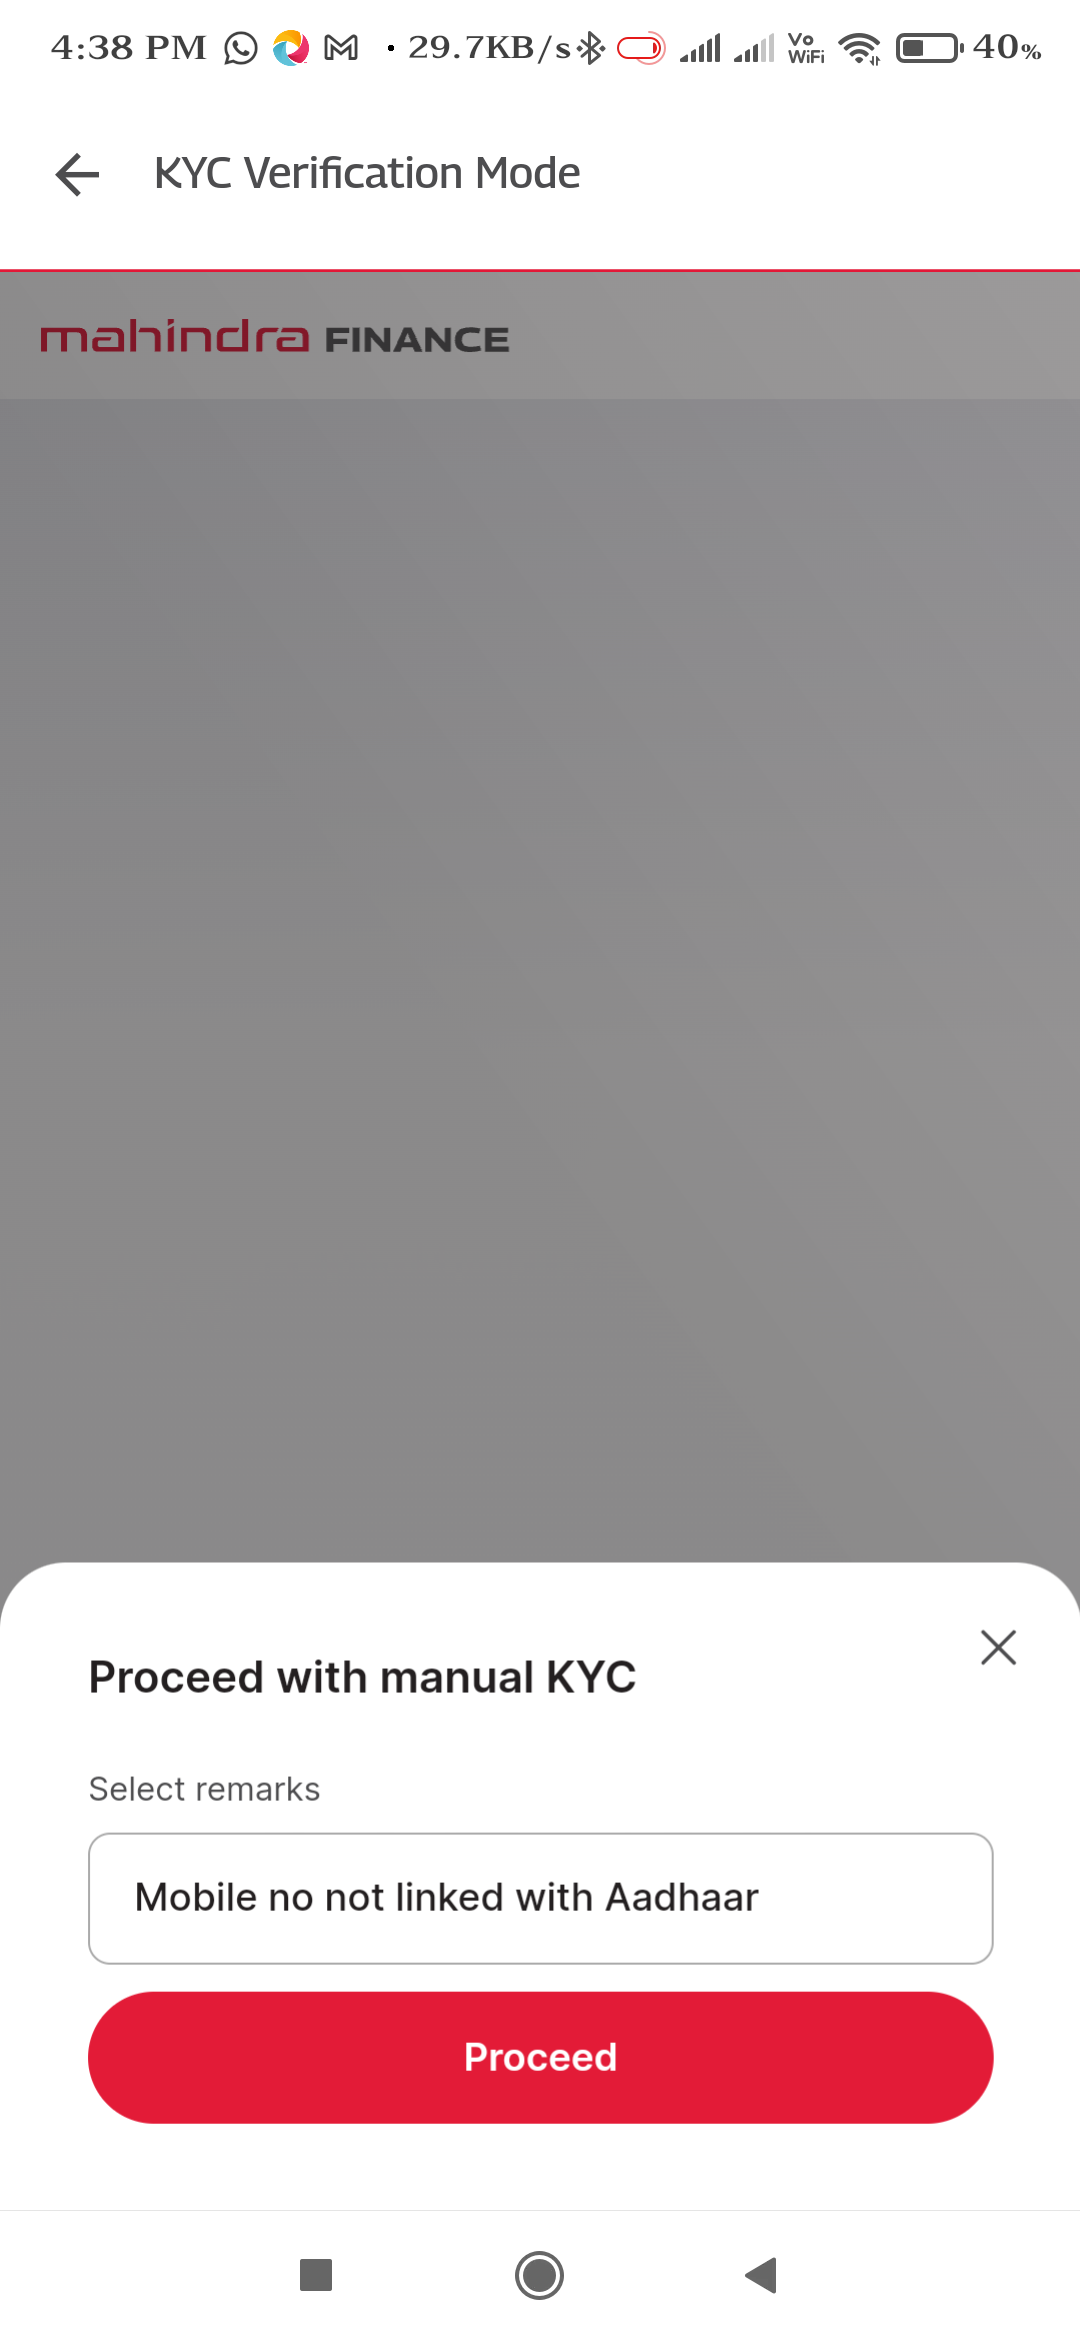 4:38 PM · 29.7KB/s Vo WiFi 40%
KYC Verification Mode
mahindra FINANCE
Proceed with manual KYC
Select remarks
Mobile no not linked with Aadhaar
Proceed